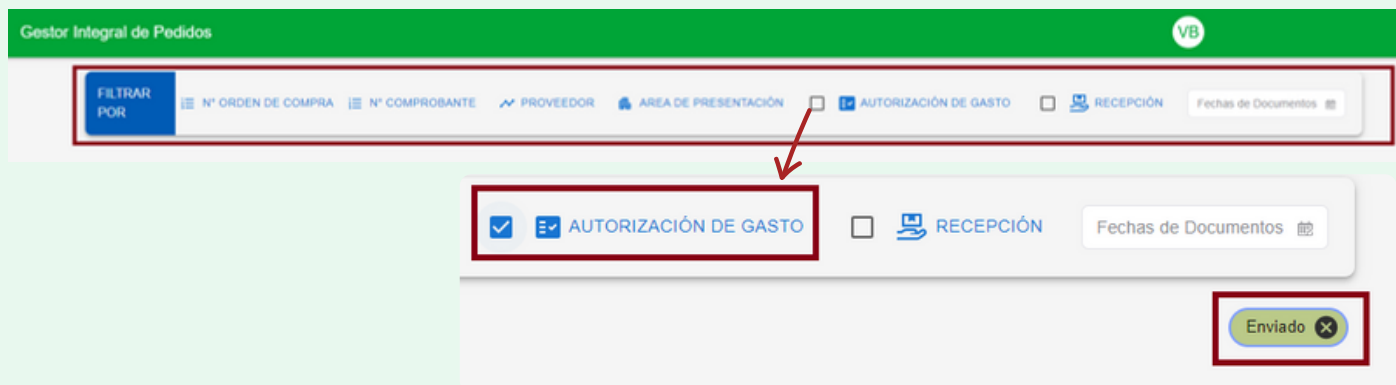 Gestor Integral de Pedidos
VB
FILTRAR
POR
N° ORDEN DE COMPRA N° COMPROBANTE PROVEEDOR AREA DE PRESENTACIÓN AUTORIZACIÓN DE GASTO RECEPCIÓN Fechas de Documentos
AUTORIZACIÓN DE GASTO RECEPCIÓN Fechas de Documentos
Enviado